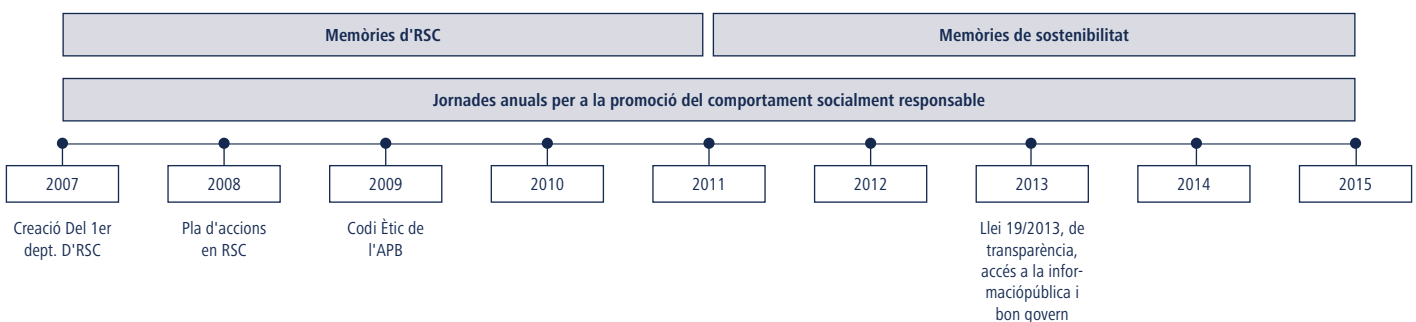 Memòries d'RSC
Memòries de sostenibilitat
Jornades anuals per a la promoció del comportament socialment responsable
2007
2008
2009
2010
2011
2012
2013
2014
2015
Creació Del 1er
dept. D'RSC
Pla d'accions
en RSC
Codi Ètic de
l'APB
Llei 19/2013, de
transparència,
accés a la infor-
maciópública i
bon govern